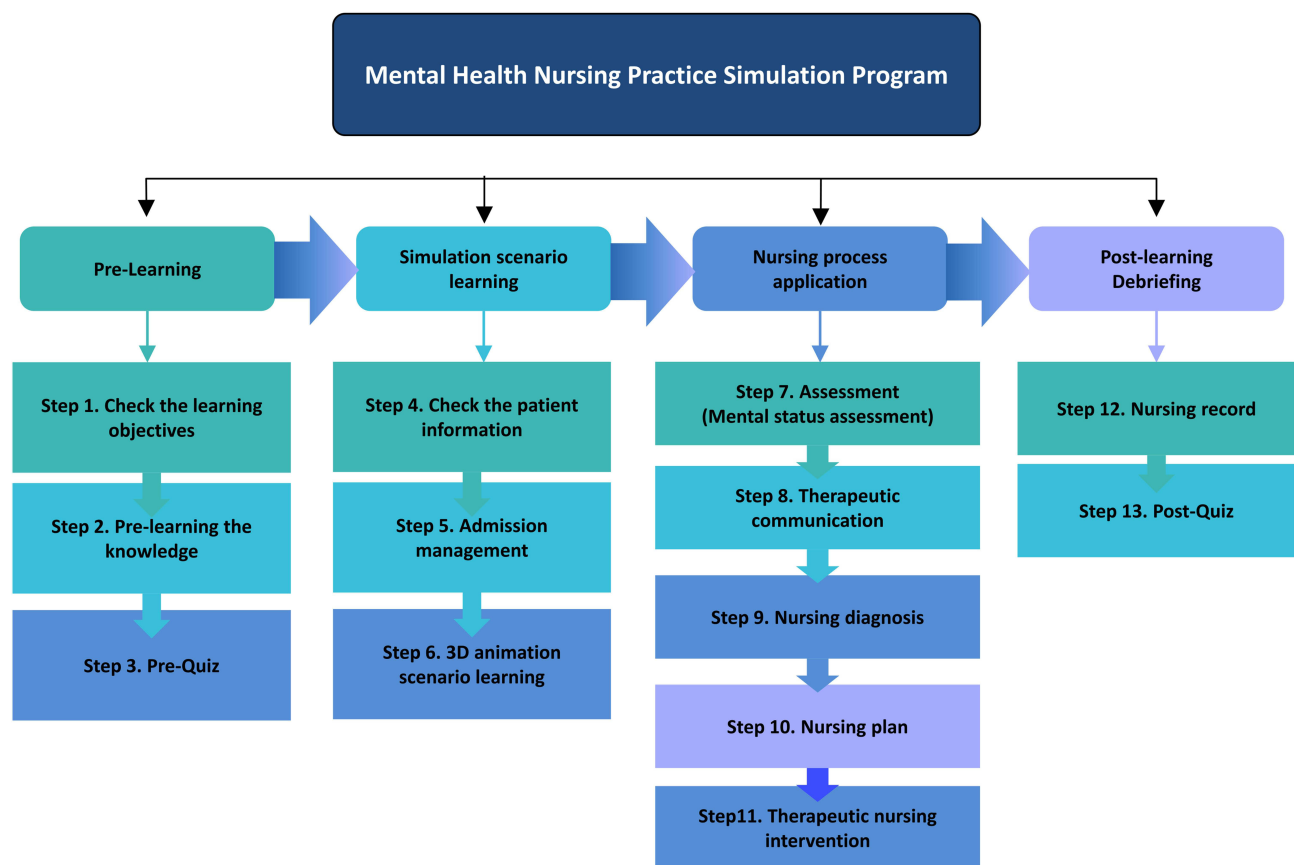 Mental Health Nursing Practice Simulation Program
Pre-Learning
Simulation scenario
learning
Nursing process
application
Post-learning
Debriefing
Step 1. Check the learning
objectives
Step 2. Pre-learning the
knowledge
Step 3. Pre-Quiz
Step 4. Check the patient
information
Step 5. Admission
management
Step 6. 3D animation
scenario learning
Step 7. Assessment
(Mental status assessment)
Step 8. Therapeutic
communication
Step 9. Nursing diagnosis
Step 10. Nursing plan
Step11. Therapeutic nursing
intervention
Step 12. Nursing record
Step 13. Post-Quiz